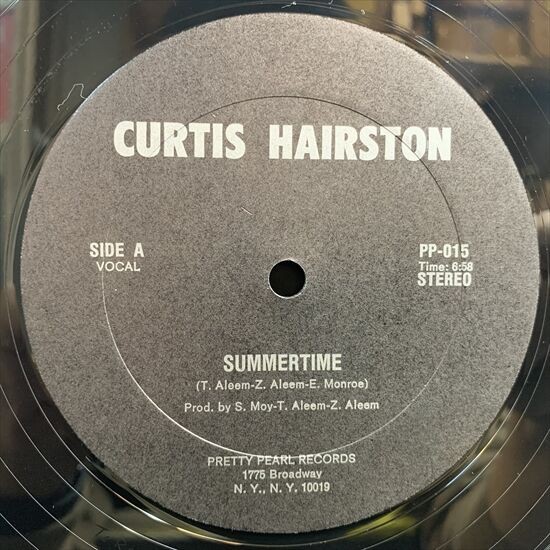 CURTIS HAIRSTON
SIDE A
VOCAL
PP-015
Time: 6:58
STEREO
SUMMERTIME
(T. Aleem-Z. Aleem-E. Monroe)
Prod. by S. Moy-T. Aleem-Z. Aleem
PRETTY PEARL RECORDS
1775 Broadway
N. Y., N. Y. 10019